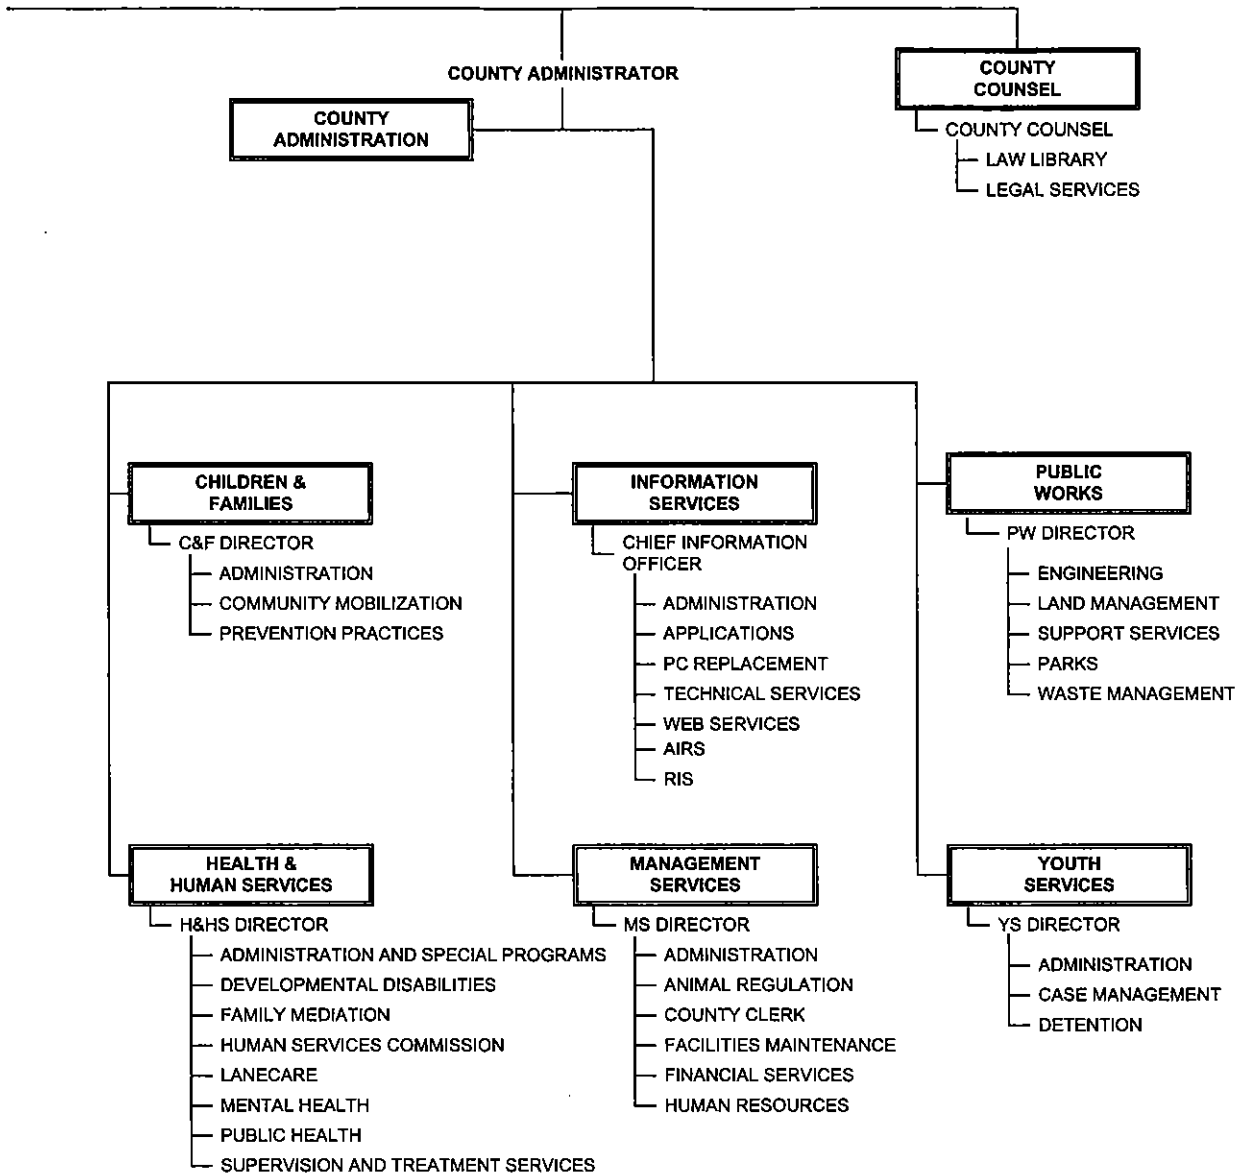 COUNTY ADMINISTRATOR
COUNTY
ADMINISTRATION
COUNTY
COUNSEL
COUNTY COUNSEL
LAW LIBRARY
LEGAL SERVICES
CHILDREN &
FAMILIES
C&F DIRECTOR
ADMINISTRATION
COMMUNITY MOBILIZATION
PREVENTION PRACTICES
INFORMATION
SERVICES
CHIEF INFORMATION
OFFICER
ADMINISTRATION
APPLICATIONS
PC REPLACEMENT
TECHNICAL SERVICES
WEB SERVICES
AIRS
RIS
PUBLIC
WORKS
PW DIRECTOR
ENGINEERING
LAND MANAGEMENT
SUPPORT SERVICES
PARKS
WASTE MANAGEMENT
HEALTH &
HUMAN SERVICES
H&HS DIRECTOR
ADMINISTRATION AND SPECIAL PROGRAMS
DEVELOPMENTAL DISABILITIES
FAMILY MEDIATION
HUMAN SERVICES COMMISSION
LANECARE
MENTAL HEALTH
PUBLIC HEALTH
SUPERVISION AND TREATMENT SERVICES
MANAGEMENT
SERVICES
MS DIRECTOR
ADMINISTRATION
ANIMAL REGULATION
COUNTY CLERK
FACILITIES MAINTENANCE
FINANCIAL SERVICES
HUMAN RESOURCES
YOUTH
SERVICES
YS DIRECTOR
ADMINISTRATION
CASE MANAGEMENT
DETENTION